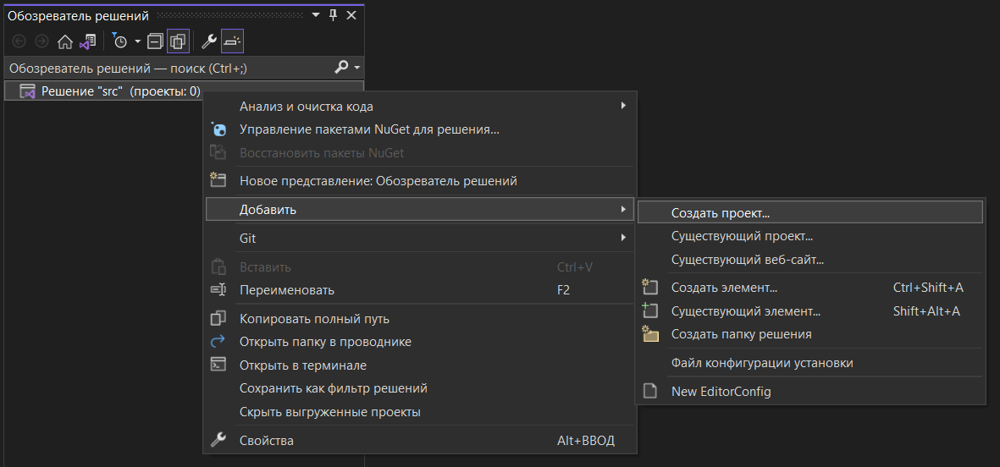 Обозреватель решений
Обозреватель решений — поиск (Ctrl+;)
Решение "src" (проекты: 0)
Анализ и очистка кода
Управление пакетами NuGet для решения...
Восстановить пакеты NuGet
Новое представление: Обозреватель решений
Добавить
Git
Вставить Ctrl+V
Переименовать F2
Копировать полный путь
Открыть папку в проводнике
Открыть в терминале
Сохранить как фильтр решений
Скрыть выгруженные проекты
Свойства Alt+ВВОД
Создать проект...
Существующий проект...
Существующий веб-сайт...
Создать элемент... Ctrl+Shift+A
Существующий элемент... Shift+Alt+A
Создать папку решения
Файл конфигурации установки
New EditorConfig